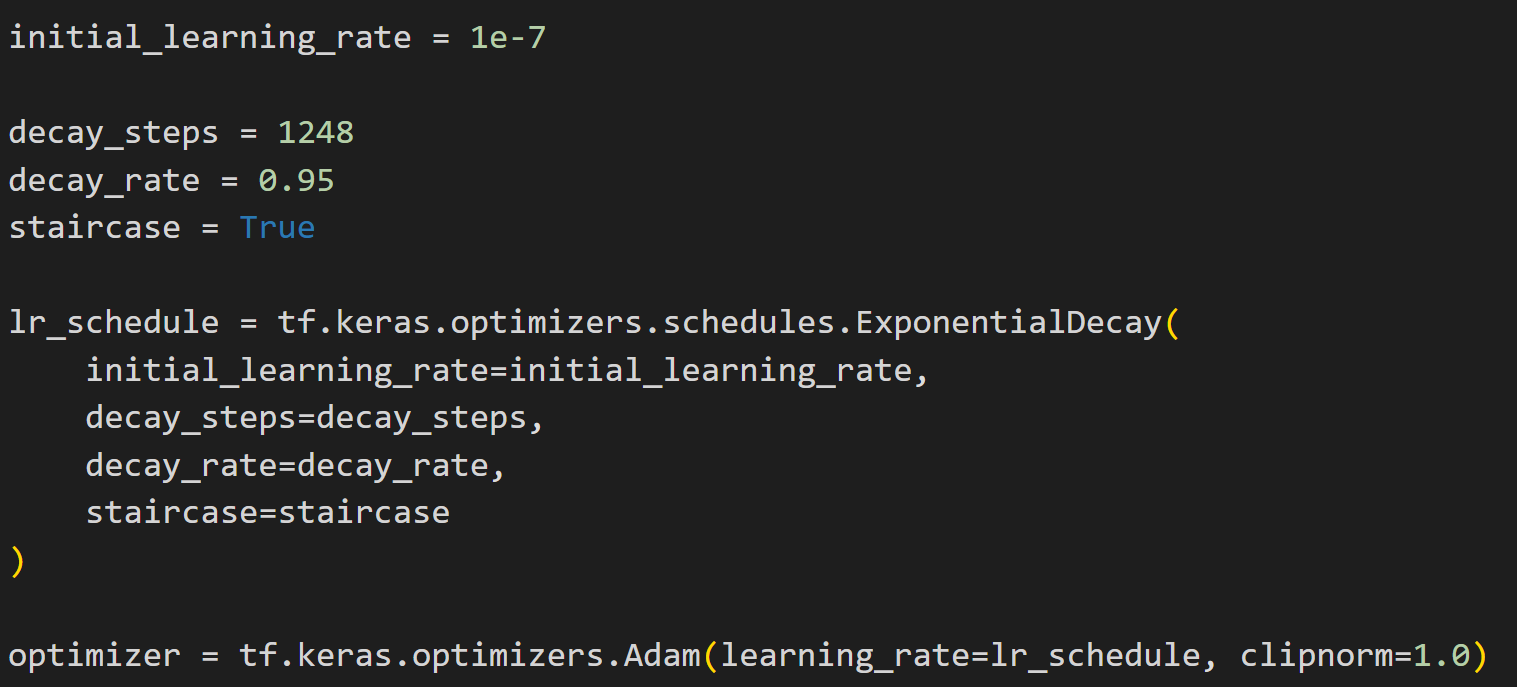 initial_learning_rate = 1e-7
decay_steps = 1248
decay_rate = 0.95
staircase = True
lr_schedule = tf.keras.optimizers.schedules.ExponentialDecay(
    initial_learning_rate=initial_learning_rate,
    decay_steps=decay_steps,
    decay_rate=decay_rate,
    staircase=staircase
)
optimizer = tf.keras.optimizers.Adam(learning_rate=lr_schedule, clipnorm=1.0)